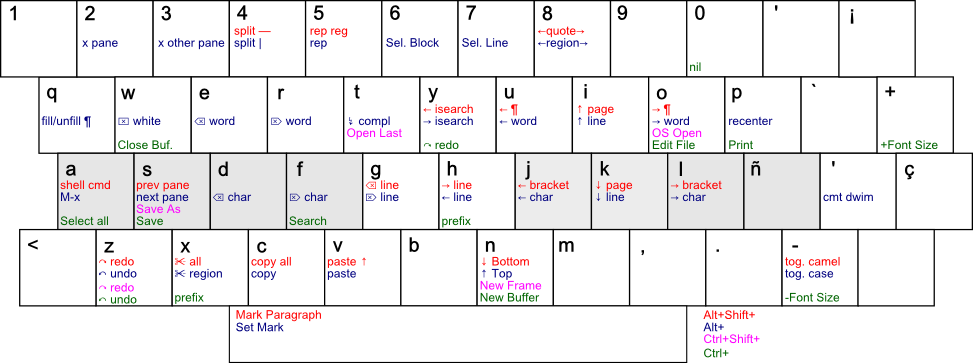 1 2 3 4 5 6 7 8 9 0 ' ¡
split — rep reg ←quote→
x pane x other pane split | rep Sel. Block Sel. Line ←region→
nil
q w e r t y u i o p ` +
← isearch ← ¶ ↑ page → ¶
fill/unfill ¶ ⌦ white ⌫ word ⌦ word ↯ compl → isearch ← word ↑ line → word recenter
Open Last OS Open
Close Buf. ↷ redo Edit File Print +Font Size
a s d f g h j k l ñ ' ç
shell cmd prev pane ⌫ line → line ← bracket ↓ page → bracket
M-x next pane ⌫ char ⌦ char ⌦ line ← line ← char ↓ line → char cmt dwim
Save As
Select all Save Search prefix
< z x c v b n m , . -
↷ redo ✂ all copy all paste ↑ ↓ Bottom tog. camel
↶ undo ✂ region copy paste ↑ Top tog. case
↷ redo New Frame
↶ undo prefix New Buffer -Font Size
Mark Paragraph Alt+Shift+
Set Mark Alt+
Ctrl+Shift+
Ctrl+